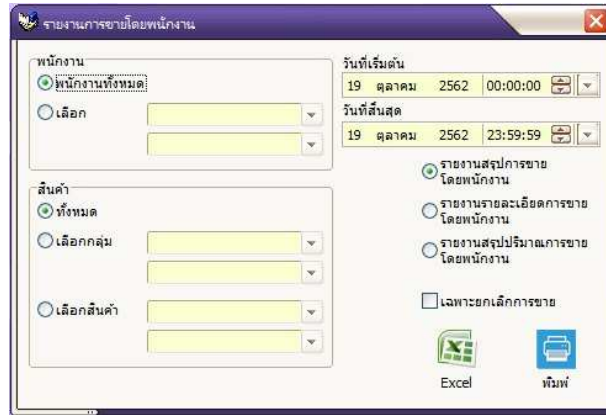 รายงานการขายโดยพนักงาน
พนักงาน
พนักงานทั้งหมด
เลือก
สินค้า
ทั้งหมด
เลือกกลุ่ม
เลือกสินค้า
วันที่เริ่มต้น
19 ตุลาคม 2562 00:00:00
วันที่สิ้นสุด
19 ตุลาคม 2562 23:59:59
รายงานสรุปการขาย
โดยพนักงาน
รายงานรายละเอียดการขาย
โดยพนักงาน
รายงานสรุปปริมาณการขาย
โดยพนักงาน
เฉพาะยกเลิกการขาย
Excel
พิมพ์